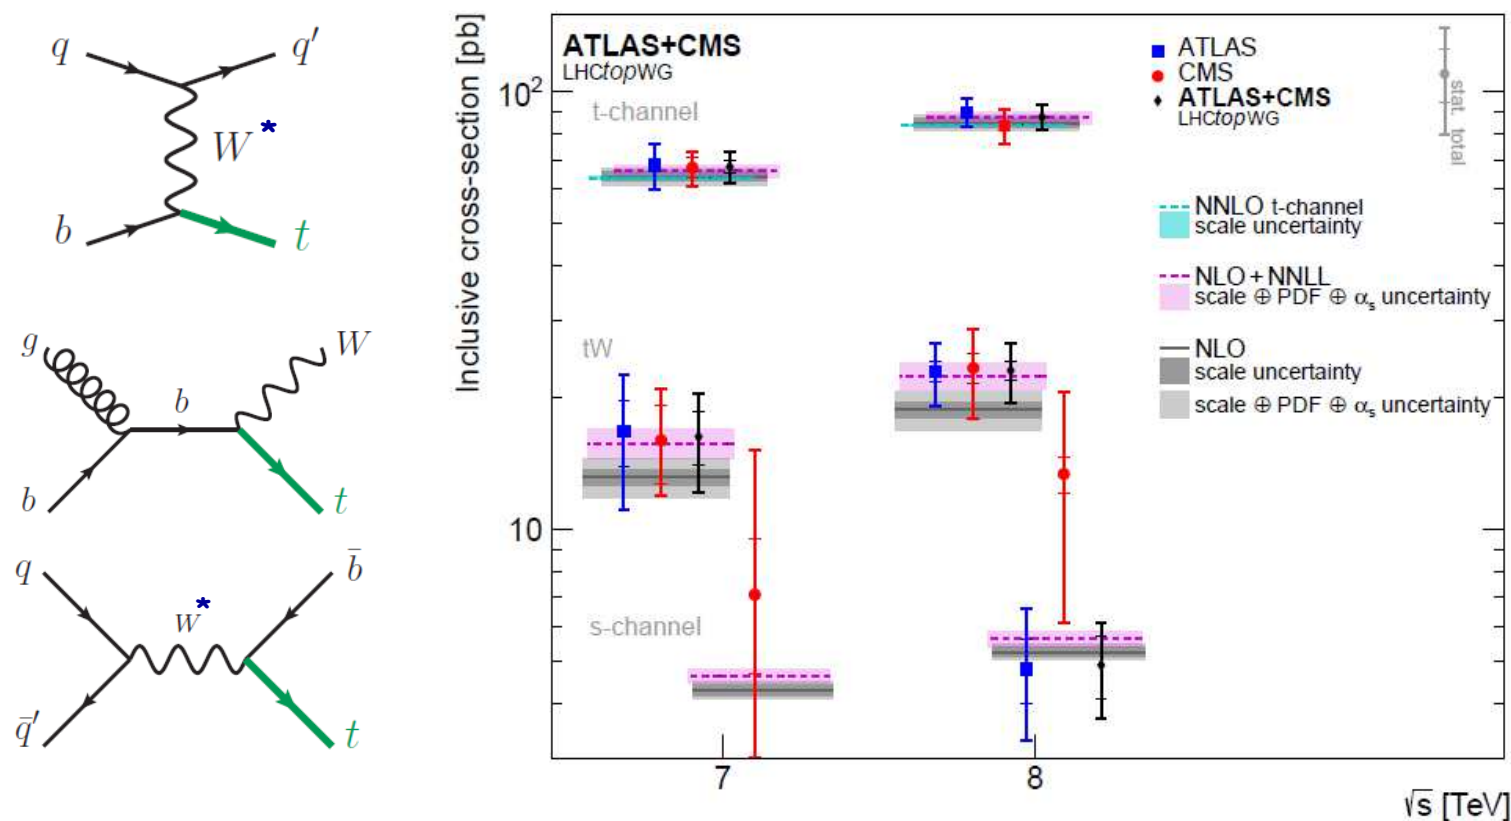 q
q′
W*
b
t
g
W
b
b
t
q
b̄
W*
q̄′
t
Inclusive cross-section [pb]
10²
10
ATLAS+CMS
LHCtopWG
t-channel
tW
s-channel
ATLAS
CMS
ATLAS+CMS
LHCtopWG
stat. total
NNLO t-channel
scale uncertainty
NLO + NNLL
scale ⊕ PDF ⊕ αₛ uncertainty
NLO
scale uncertainty
scale ⊕ PDF ⊕ αₛ uncertainty
7
8
√s [TeV]